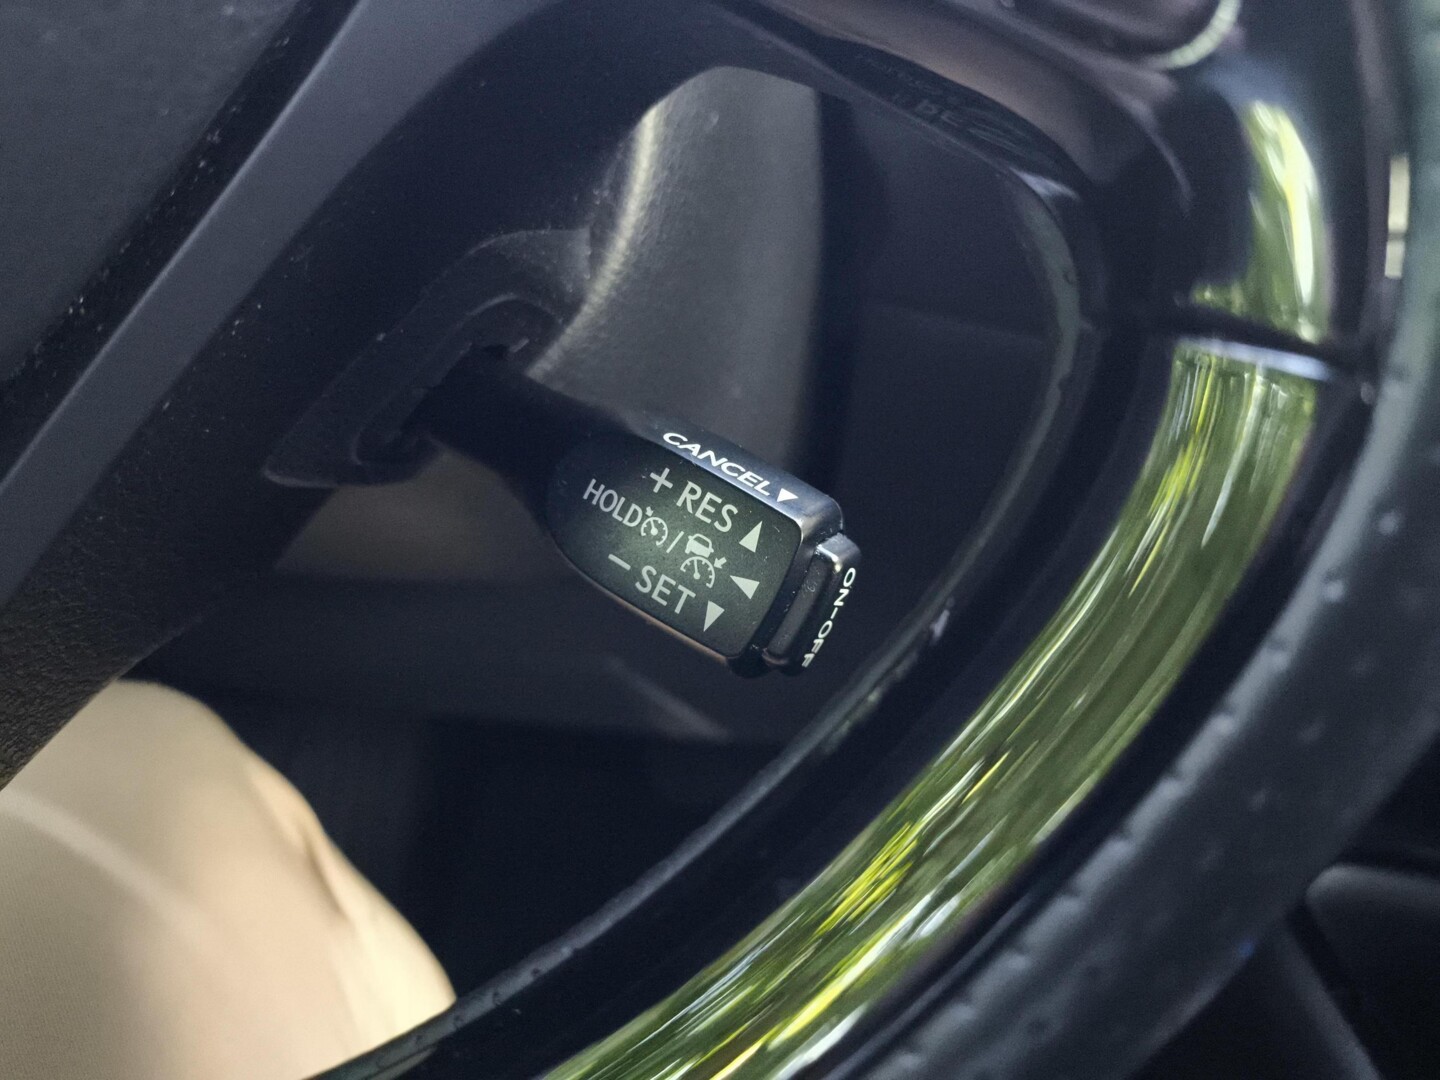 CANCEL▼
+ RES ▲
HOLD / ◀
− SET ▼
ON-OFF